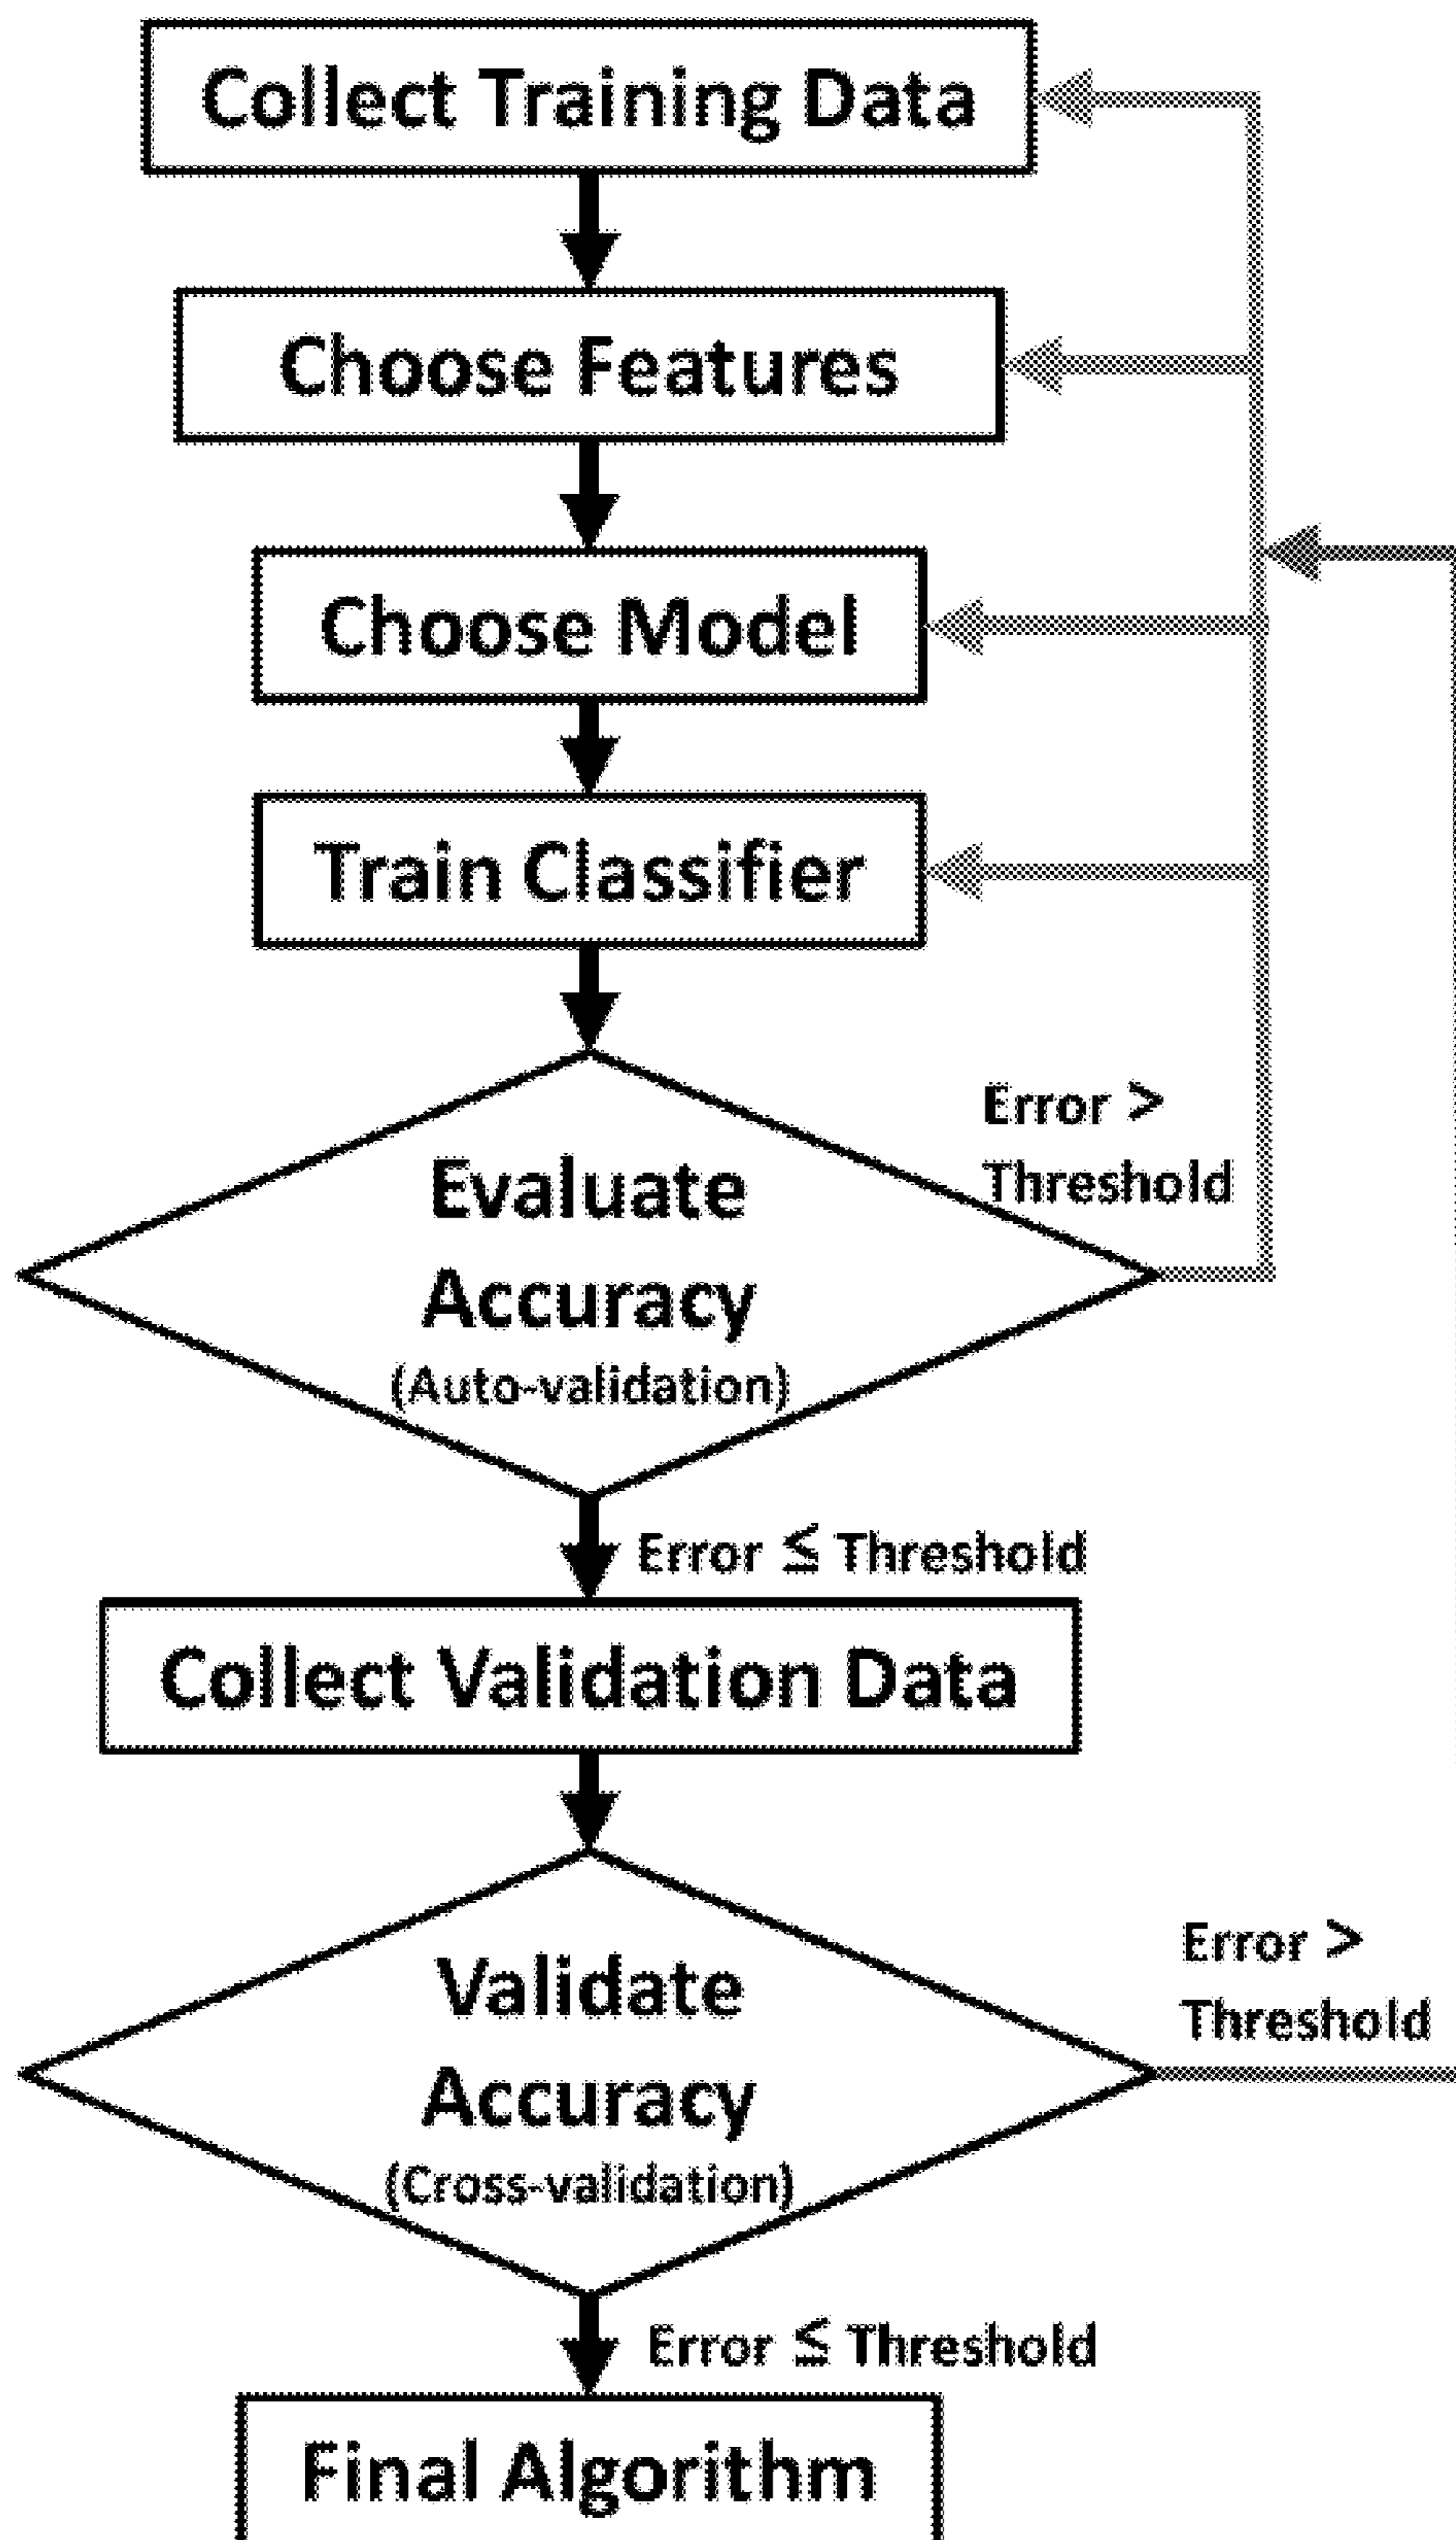 Collect Training Data
Choose Features
Choose Model
Train Classifier
Error >
Threshold
Evaluate
Accuracy
(Auto-validation)
Error ≤ Threshold
Collect Validation Data
Error >
Threshold
Validate
Accuracy
(Cross-validation)
Error ≤ Threshold
Final Algorithm